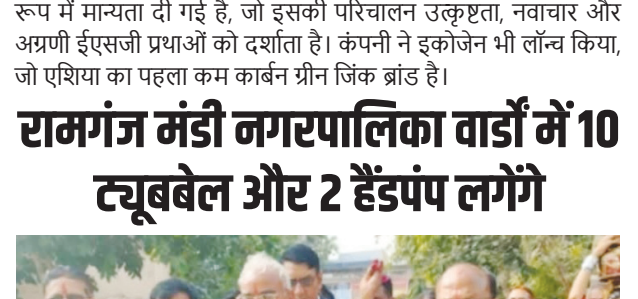 रूप में मान्यता दी गई है, जो इसकी परिचालन उत्कृष्टता, नवाचार और
अग्रणी ईएसजी प्रथाओं को दर्शाता है। कंपनी ने इकोजेन भी लॉन्च किया,
जो एशिया का पहला कम कार्बन ग्रीन जिंक ब्रांड है।
रामगंज मंडी नगरपालिका वार्डों में 10
ट्यूबबेल और 2 हैंडपंप लगेंगे